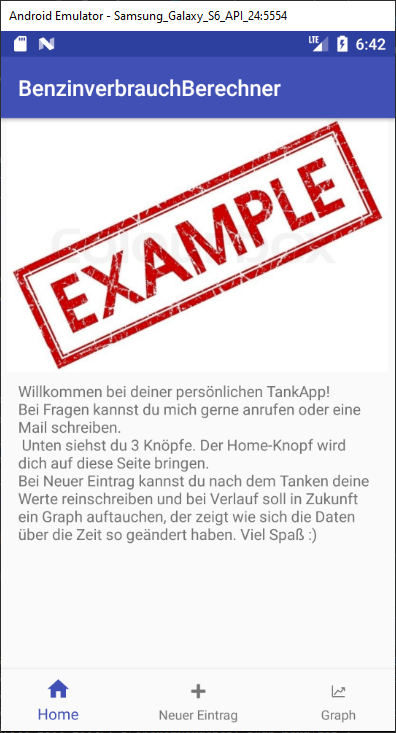 Android Emulator - Samsung_Galaxy_S6_API_24:5554
LTE 6:42
BenzinverbrauchBerechner
EXAMPLE
Willkommen bei deiner persönlichen TankApp!
Bei Fragen kannst du mich gerne anrufen oder eine
Mail schreiben.
Unten siehst du 3 Knöpfe. Der Home-Knopf wird
dich auf diese Seite bringen.
Bei Neuer Eintrag kannst du nach dem Tanken deine
Werte reinschreiben und bei Verlauf soll in Zukunft
ein Graph auftauchen, der zeigt wie sich die Daten
über die Zeit so geändert haben. Viel Spaß :)
Home Neuer Eintrag Graph